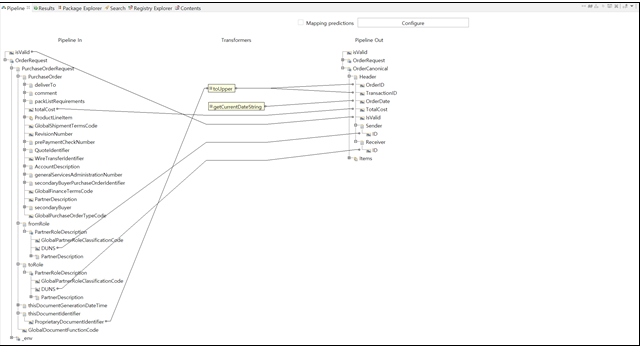 Pipeline
Results
Package Explorer
Search
Registry Explorer
Contents
Mapping predictions
Configure
Pipeline In
Transformers
Pipeline Out
isValid
OrderRequest
PurchaseOrderRequest
PurchaseOrder
deliverTo
comment
packListRequirements
totalCost
ProductLineItem
GlobalShipmentTermsCode
RevisionNumber
prePaymentCheckNumber
QuoteIdentifier
WireTransferIdentifier
AccountDescription
generalServicesAdministrationNumber
secondaryBuyerPurchaseOrderIdentifier
GlobalFinanceTermsCode
PartnerDescription
secondaryBuyer
GlobalPurchaseOrderTypeCode
fromRole
PartnerRoleDescription
GlobalPartnerRoleClassificationCode
DUNS
PartnerDescription
toRole
PartnerRoleDescription
GlobalPartnerRoleClassificationCode
DUNS
PartnerDescription
thisDocumentGenerationDateTime
thisDocumentIdentifier
ProprietaryDocumentIdentifier
GlobalDocumentFunctionCode
_env
toUpper
getCurrentDateString
isValid
OrderRequest
OrderCanonical
Header
OrderID
TransactionID
OrderDate
TotalCost
IsValid
Sender
ID
Receiver
ID
Items